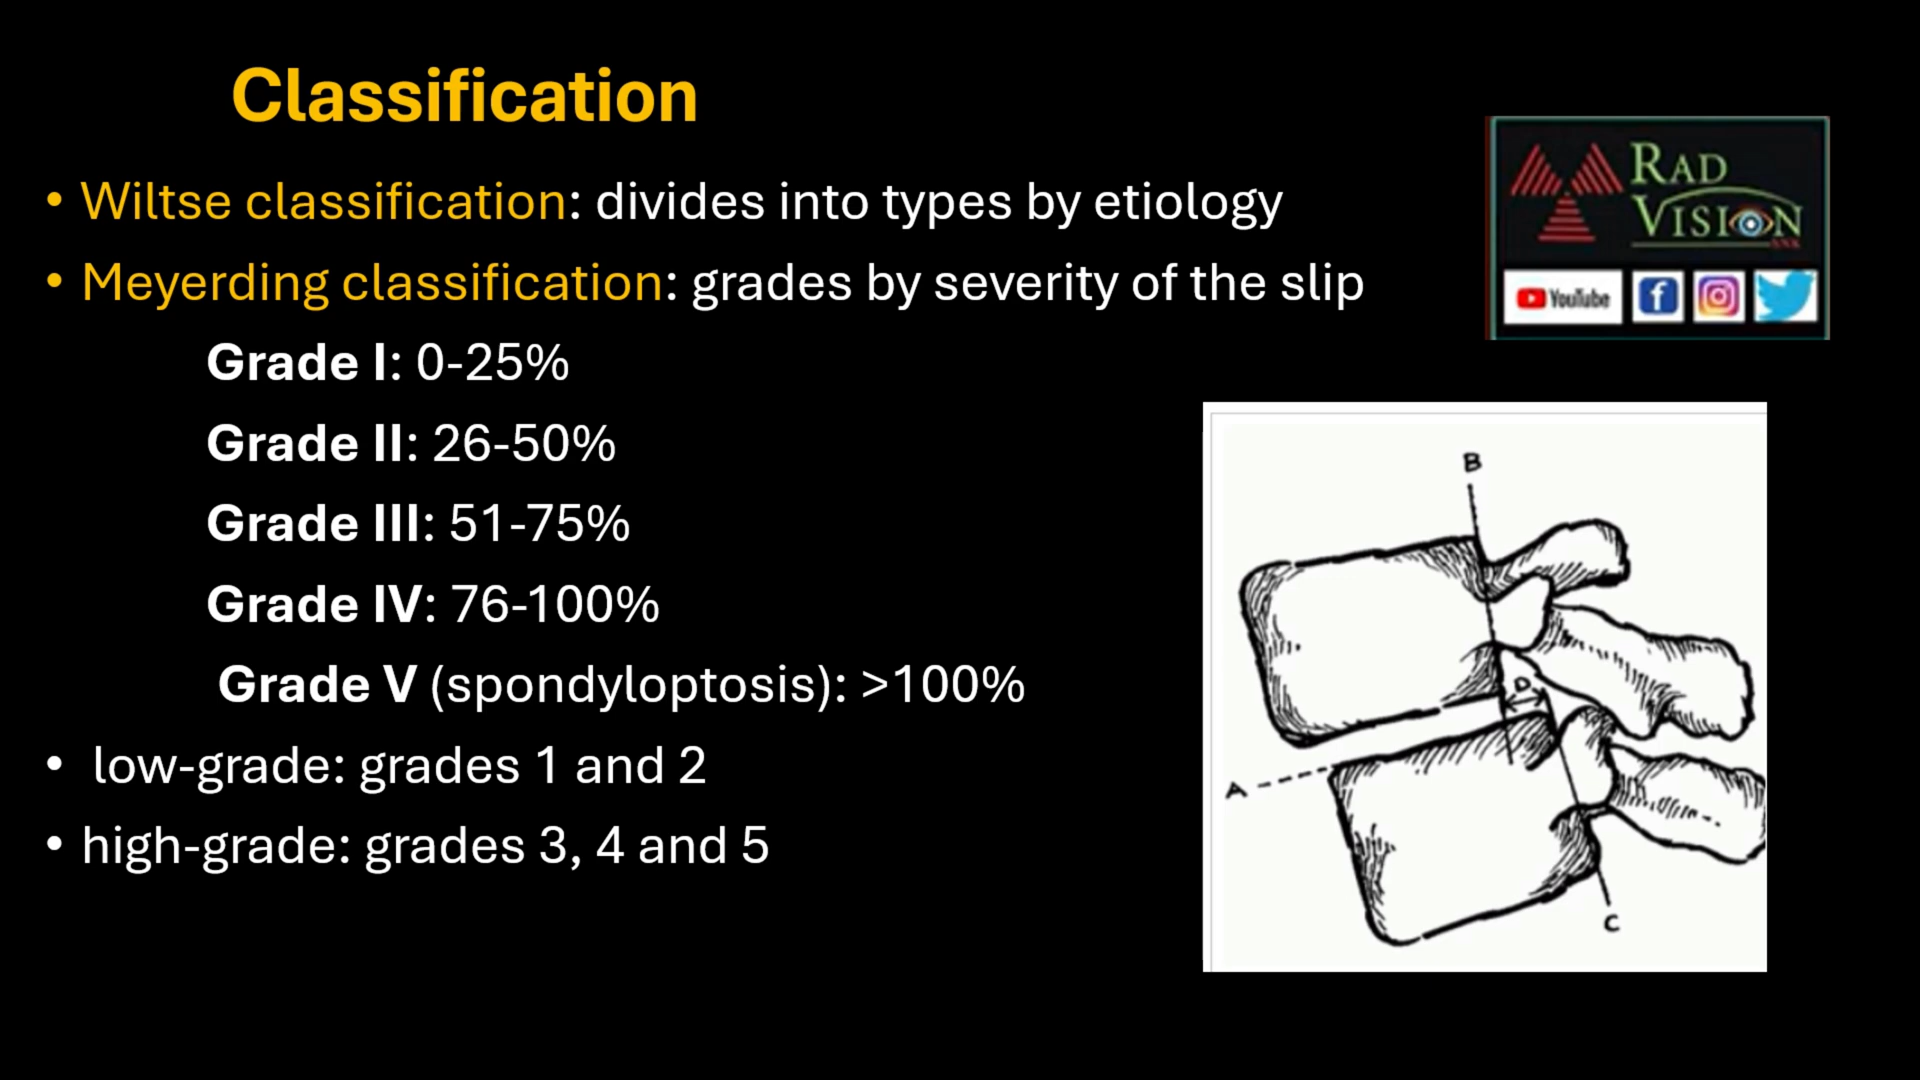 Classification
• Wiltse classification: divides into types by etiology
• Meyerding classification: grades by severity of the slip
Grade I: 0-25%
Grade II: 26-50%
Grade III: 51-75%
Grade IV: 76-100%
Grade V (spondyloptosis): >100%
• low-grade: grades 1 and 2
• high-grade: grades 3, 4 and 5
RAD
VISION
YouTube
B
D
A
C